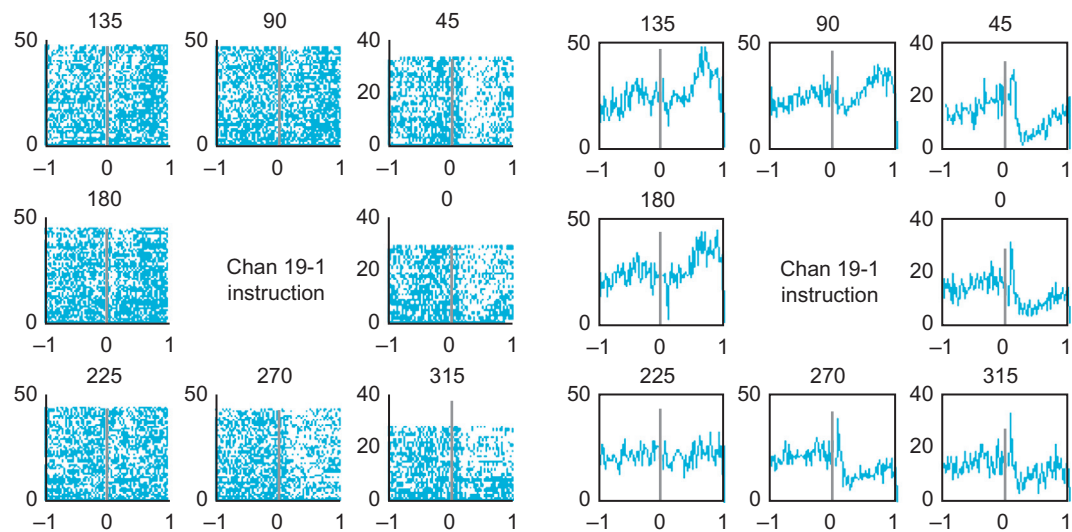 135 90 45 135 90 45
50 50 40 50 50 40
20 20
0 0 0 0 0 0
–1 0 1 –1 0 1 –1 0 1 –1 0 1 –1 0 1 –1 0 1
180 0 180 0
50 40 50 40
Chan 19-1
instruction
20
Chan 19-1
instruction
20
0 0 0 0
–1 0 1 –1 0 1 –1 0 1 –1 0 1
225 270 315 225 270 315
50 50 40 50 50 40
20 20
0 0 0 0 0 0
–1 0 1 –1 0 1 –1 0 1 –1 0 1 –1 0 1 –1 0 1